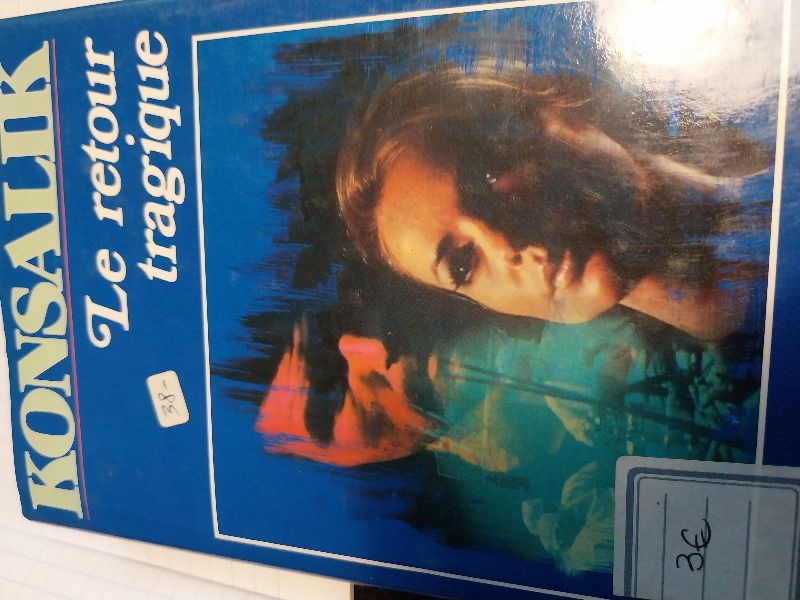 KONSALIK
Le retour
tragique
38-
3€